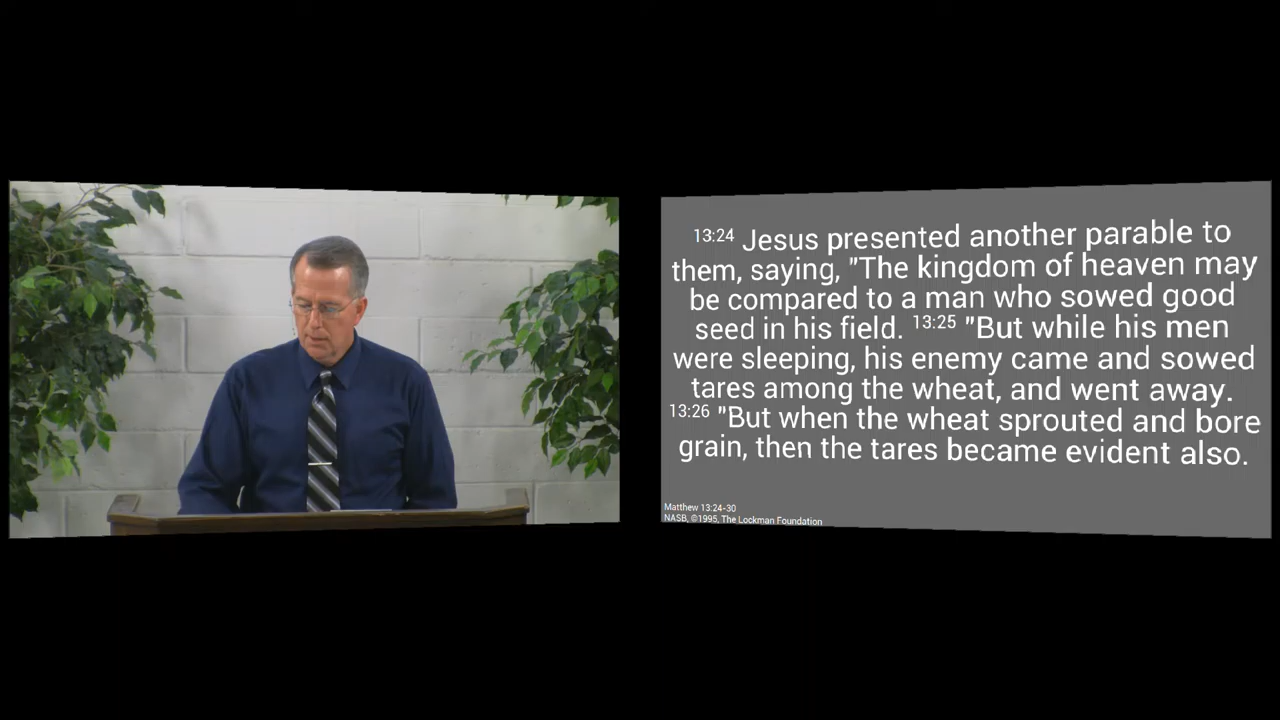 13:24 Jesus presented another parable to
them, saying, "The kingdom of heaven may
be compared to a man who sowed good
seed in his field. 13:25 "But while his men
were sleeping, his enemy came and sowed
tares among the wheat, and went away.
13:26 "But when the wheat sprouted and bore
grain, then the tares became evident also.
Matthew 13:24-30
NASB, ©1995, The Lockman Foundation